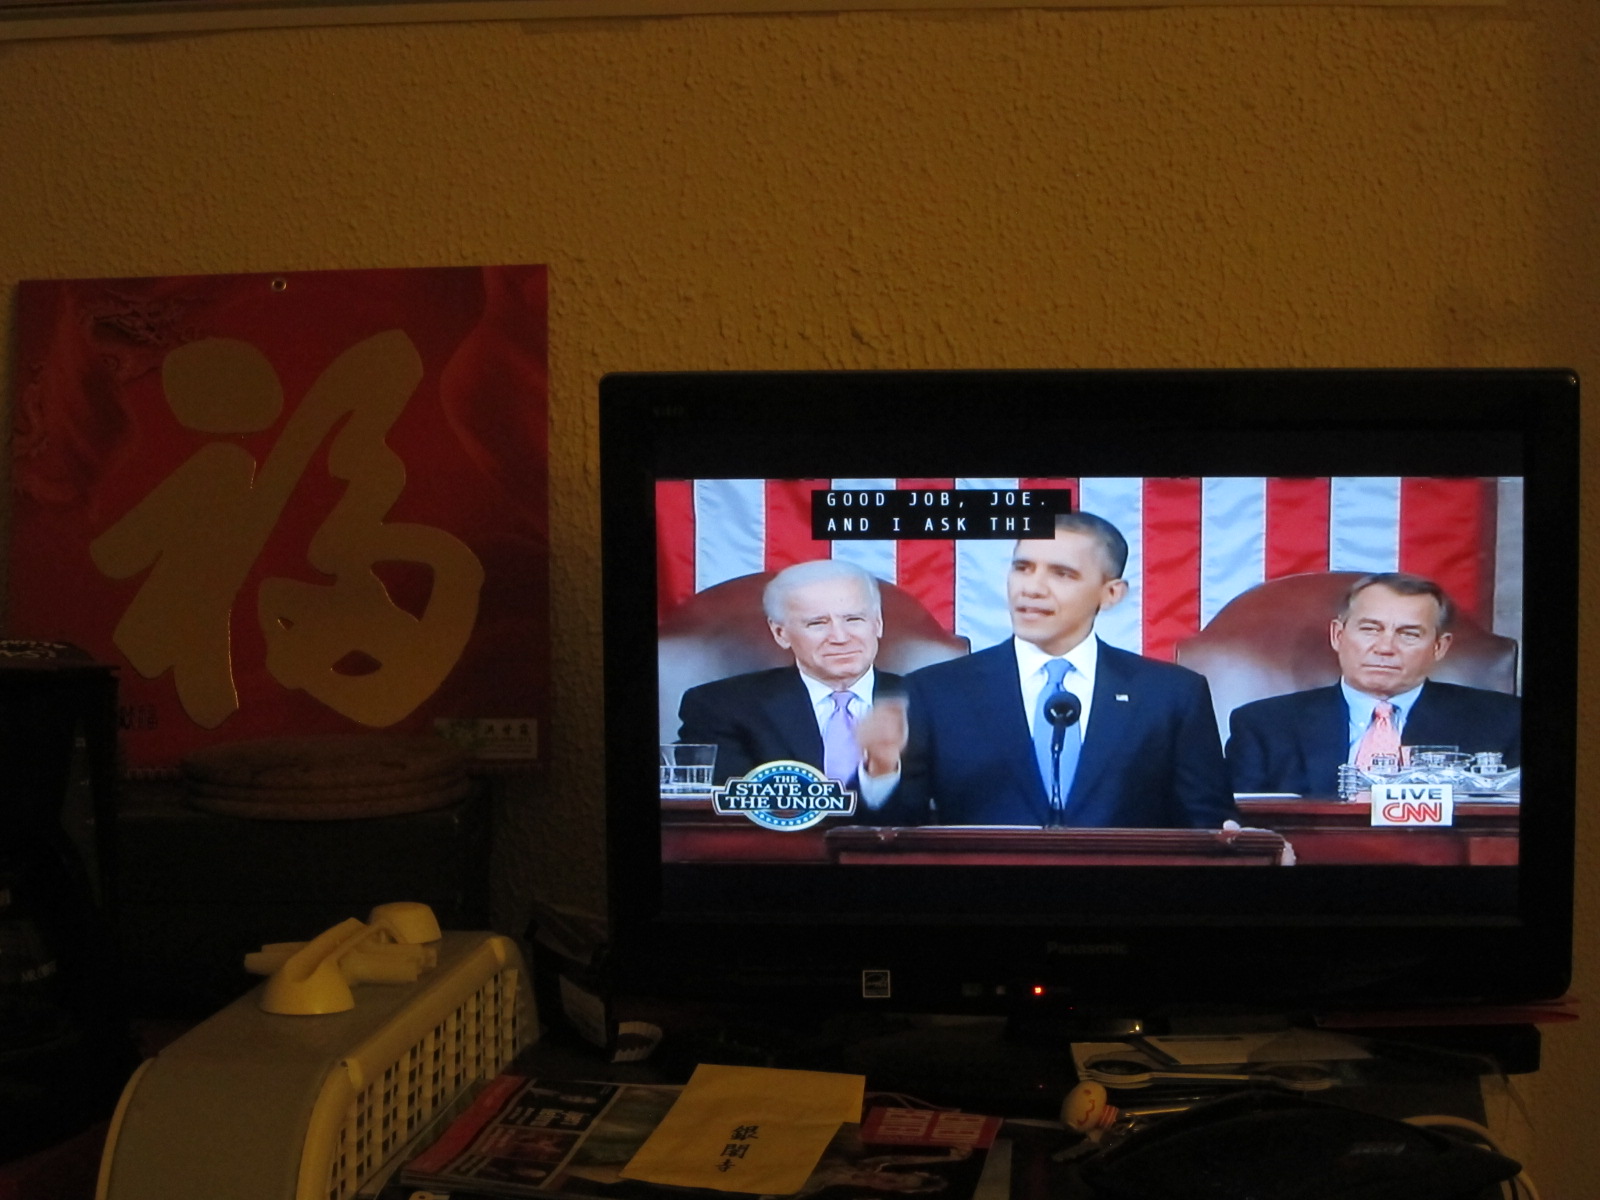 福
GOOD JOB, JOE.
AND I ASK THI
THE
STATE OF
THE UNION
LIVE
CNN
Panasonic
銀閣寺